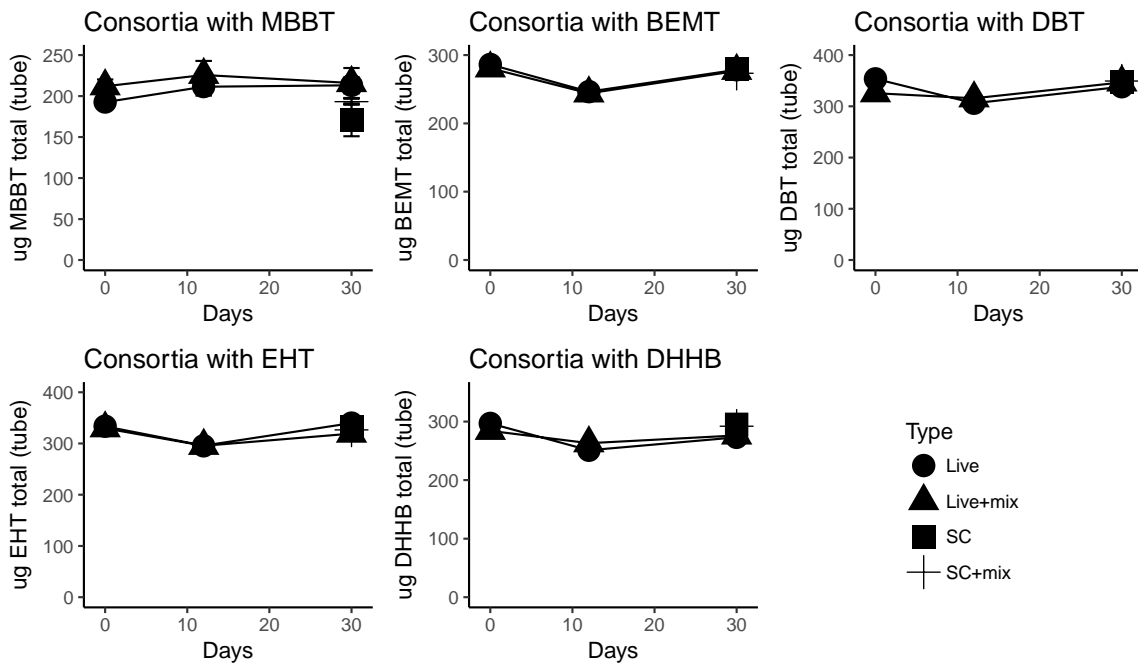 Consortia with MBBT
ug MBBT total (tube)
250
200
150
100
50
0
0 10 20 30
Days
Consortia with BEMT
ug BEMT total (tube)
300
200
100
0
0 10 20 30
Days
Consortia with DBT
ug DBT total (tube)
400
300
200
100
0
0 10 20 30
Days
Consortia with EHT
ug EHT total (tube)
400
300
200
100
0
0 10 20 30
Days
Consortia with DHHB
ug DHHB total (tube)
300
200
100
0
0 10 20 30
Days
Type
Live
Live+mix
SC
SC+mix